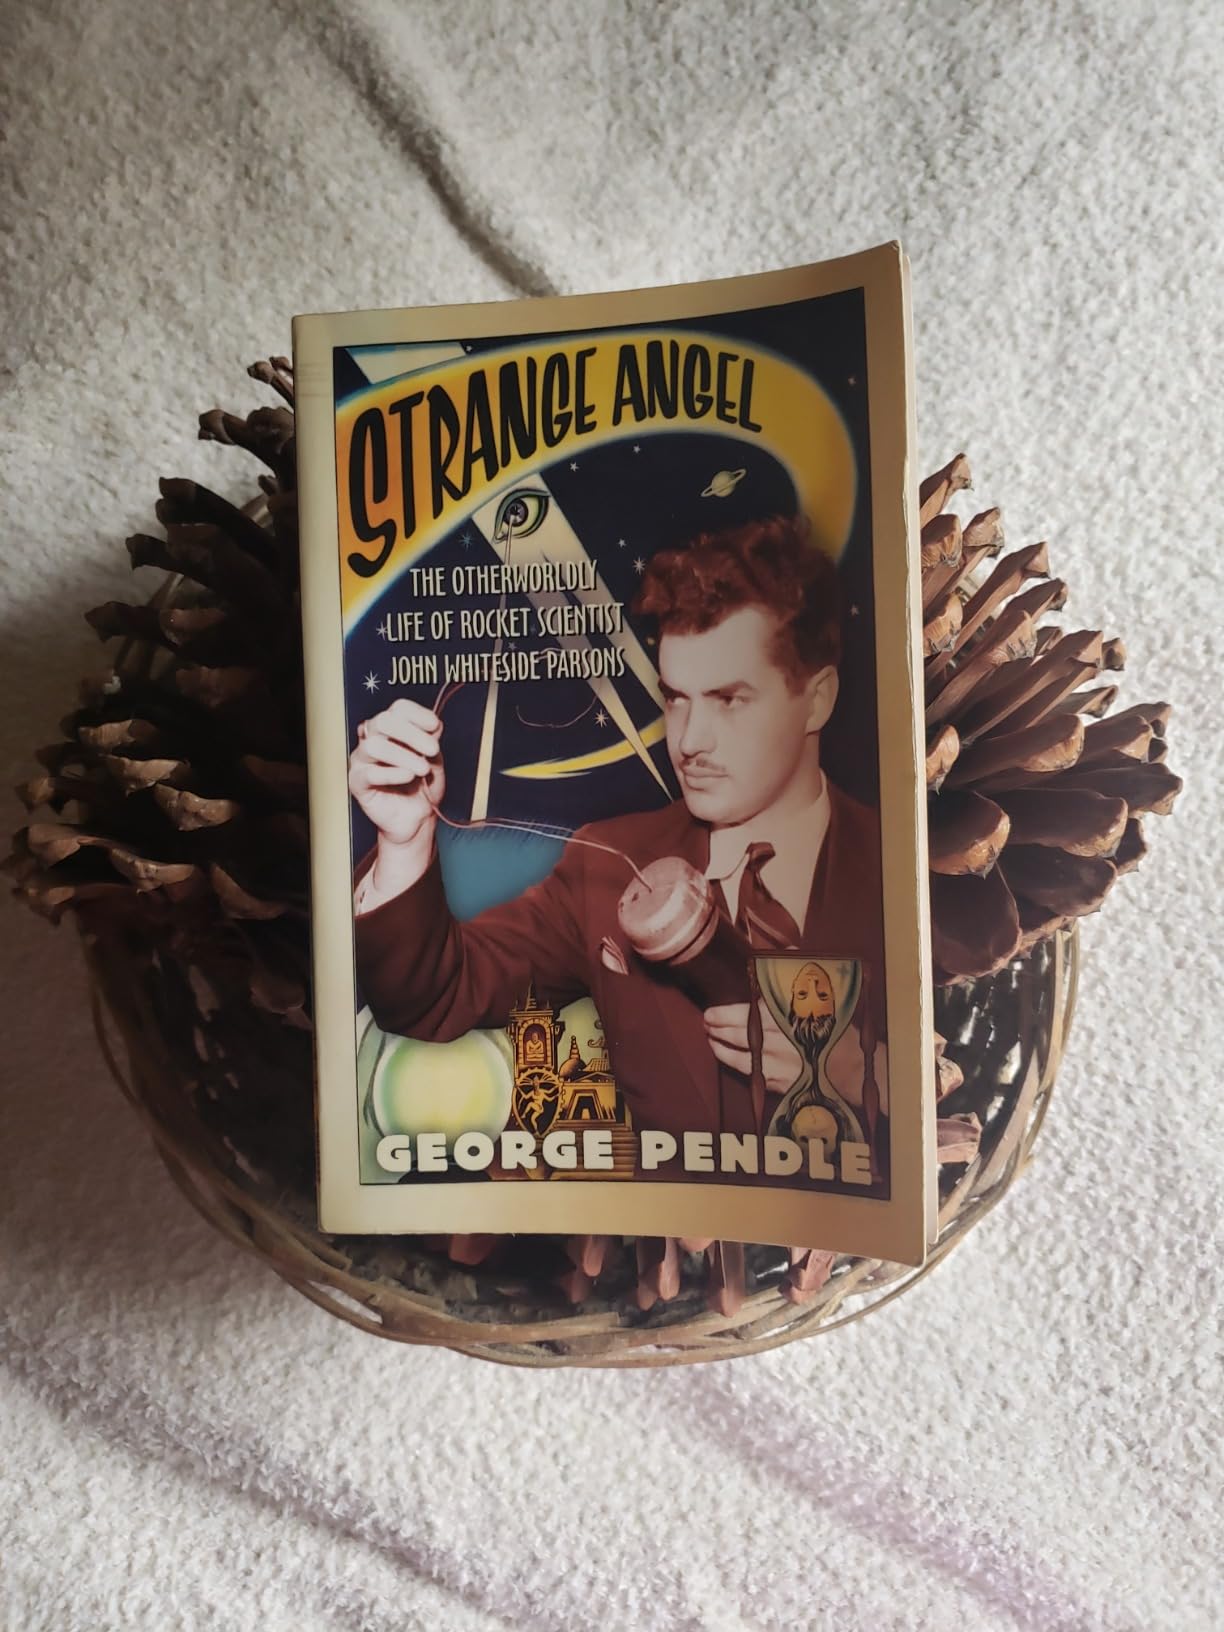 STRANGE ANGEL
THE OTHERWORLDLY
LIFE OF ROCKET SCIENTIST
JOHN WHITESIDE PARSONS
GEORGE PENDLE